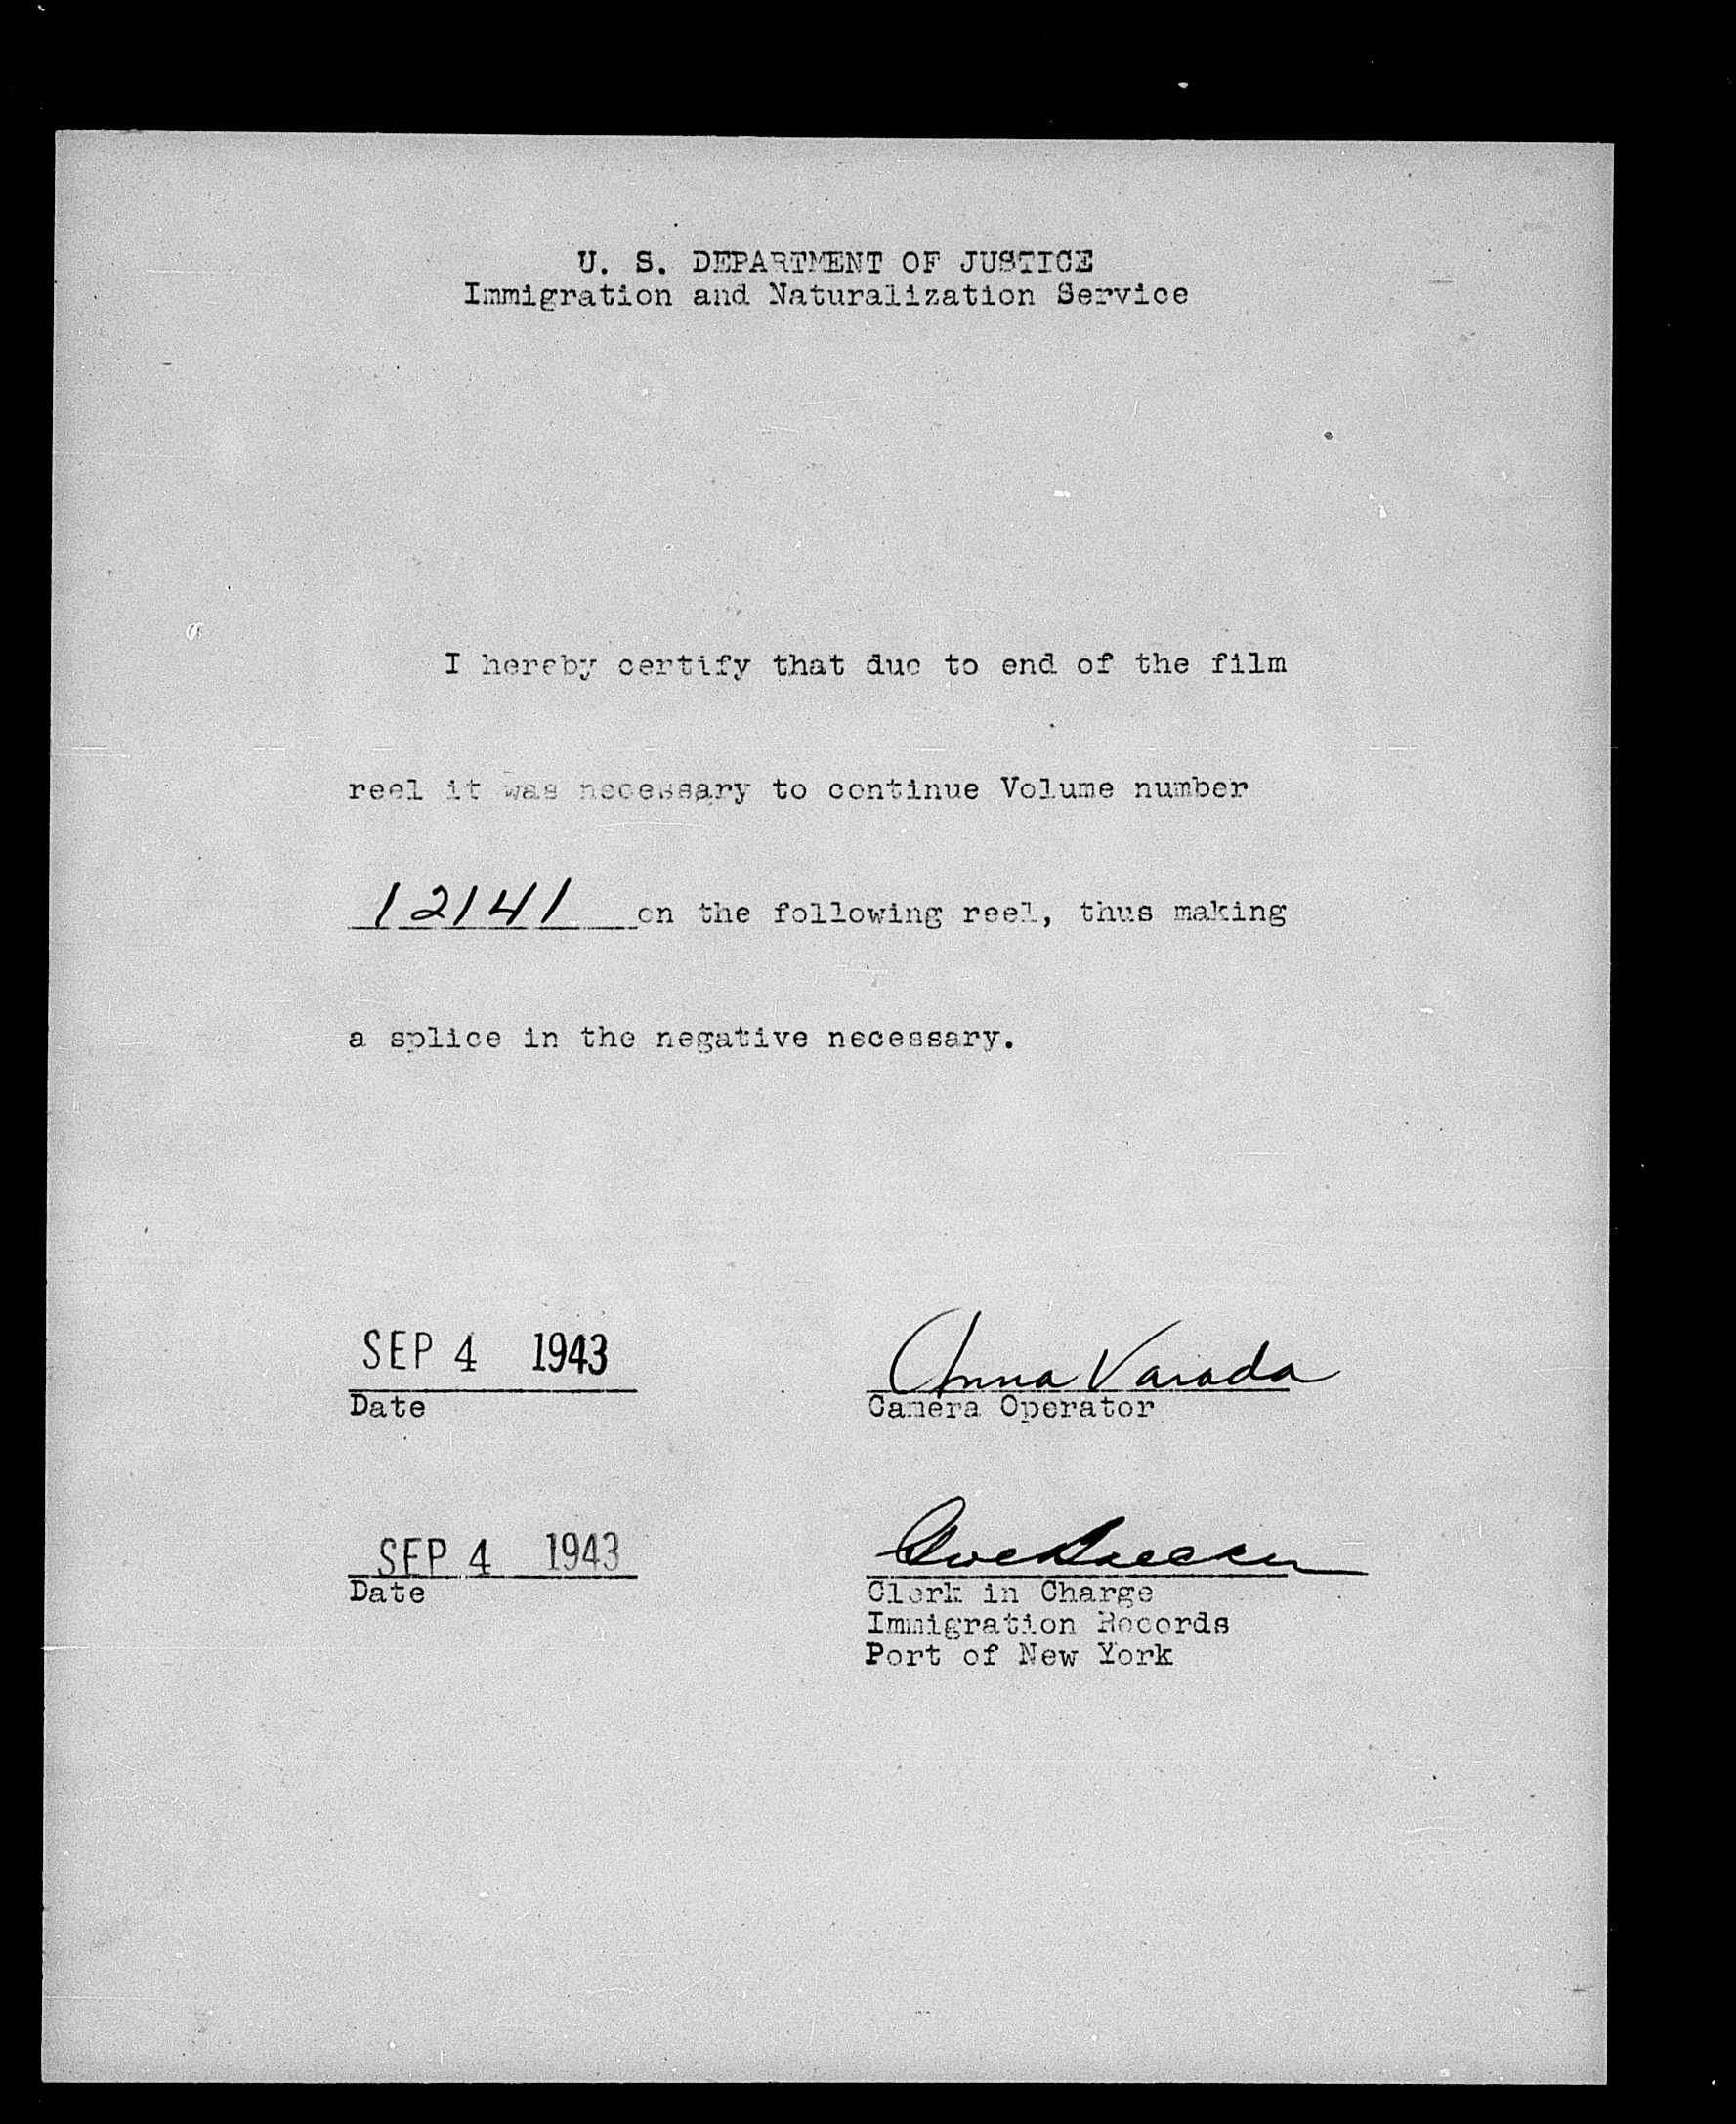 U. S. DEPARTMENT OF JUSTICE
Immigration and Naturalization Service
I hereby certify that due to end of the film
reel it was necessary to continue Volume number
12141 on the following reel, thus making
a splice in the negative necessary.
SEP 4 1943
Anna Varada
Date
Camera Operator
SEP 4 1943
Date
Clerk in Charge
Immigration Records
Port of New York